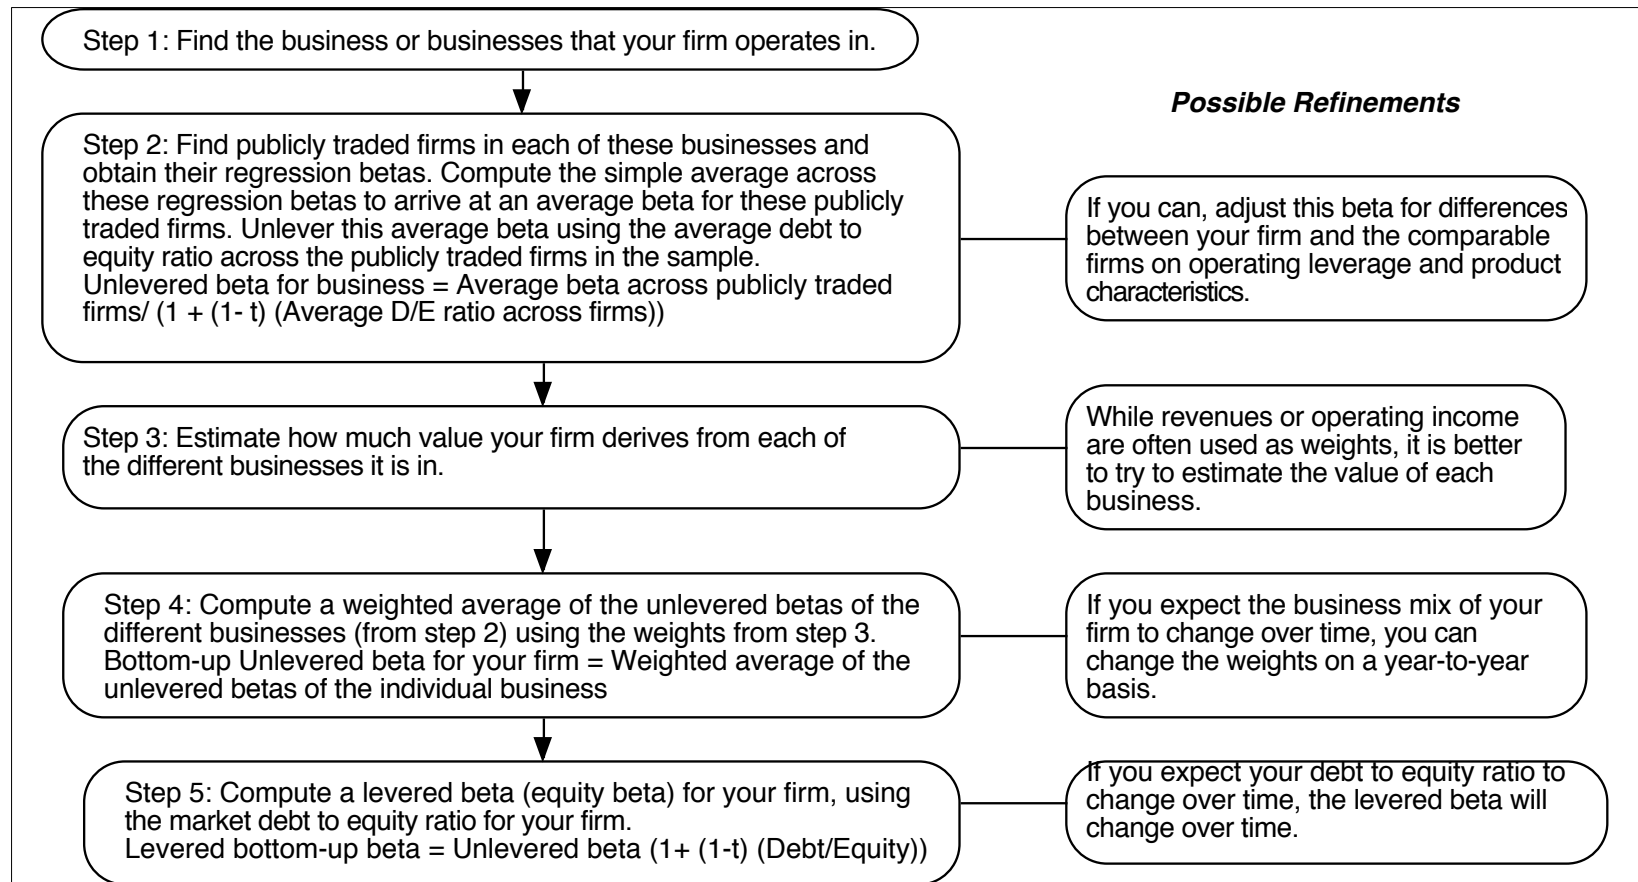 Step 1: Find the business or businesses that your firm operates in.
Possible Refinements
Step 2: Find publicly traded firms in each of these businesses and
obtain their regression betas. Compute the simple average across
these regression betas to arrive at an average beta for these publicly
traded firms. Unlever this average beta using the average debt to
equity ratio across the publicly traded firms in the sample.
Unlevered beta for business = Average beta across publicly traded
firms/ (1 + (1- t) (Average D/E ratio across firms))
If you can, adjust this beta for differences
between your firm and the comparable
firms on operating leverage and product
characteristics.
Step 3: Estimate how much value your firm derives from each of
the different businesses it is in.
While revenues or operating income
are often used as weights, it is better
to try to estimate the value of each
business.
Step 4: Compute a weighted average of the unlevered betas of the
different businesses (from step 2) using the weights from step 3.
Bottom-up Unlevered beta for your firm = Weighted average of the
unlevered betas of the individual business
If you expect the business mix of your
firm to change over time, you can
change the weights on a year-to-year
basis.
Step 5: Compute a levered beta (equity beta) for your firm, using
the market debt to equity ratio for your firm.
Levered bottom-up beta = Unlevered beta (1+ (1-t) (Debt/Equity))
If you expect your debt to equity ratio to
change over time, the levered beta will
change over time.